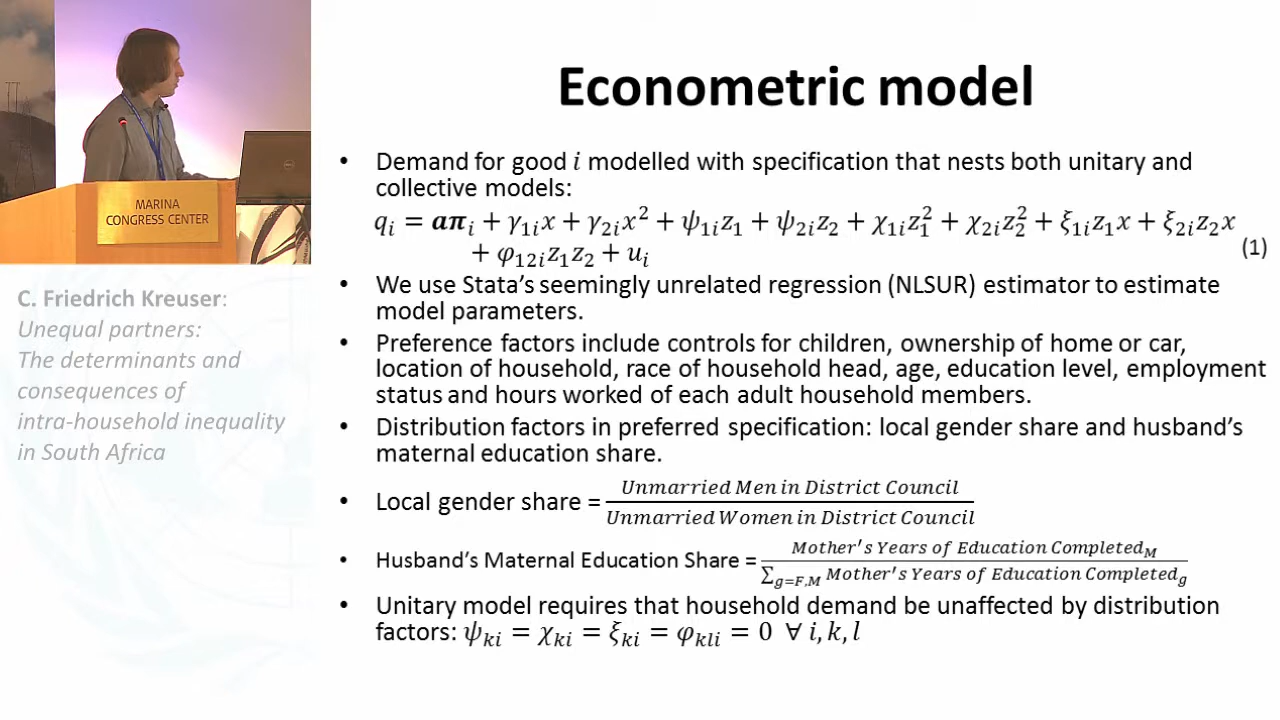 MARINA
CONGRESS CENTER
C. Friedrich Kreuser:
Unequal partners:
The determinants and
consequences of
intra-household inequality
in South Africa
Econometric model
• Demand for good i modelled with specification that nests both unitary and
collective models:
qᵢ = aπᵢ + γ₁ᵢx + γ₂ᵢx² + ψ₁ᵢz₁ + ψ₂ᵢz₂ + χ₁ᵢz₁² + χ₂ᵢz₂² + ξ₁ᵢz₁x + ξ₂ᵢz₂x
+ φ₁₂ᵢz₁z₂ + uᵢ (1)
• We use Stata's seemingly unrelated regression (NLSUR) estimator to estimate
model parameters.
• Preference factors include controls for children, ownership of home or car,
location of household, race of household head, age, education level, employment
status and hours worked of each adult household members.
• Distribution factors in preferred specification: local gender share and husband's
maternal education share.
• Local gender share = Unmarried Men in District Council
Unmarried Women in District Council
• Husband's Maternal Education Share = Mother's Years of Education Completed_M
∑_g=F,M Mother's Years of Education Completed_g
• Unitary model requires that household demand be unaffected by distribution
factors: ψₖᵢ = χₖᵢ = ξₖᵢ = φₖₗᵢ = 0 ∀ i, k, l